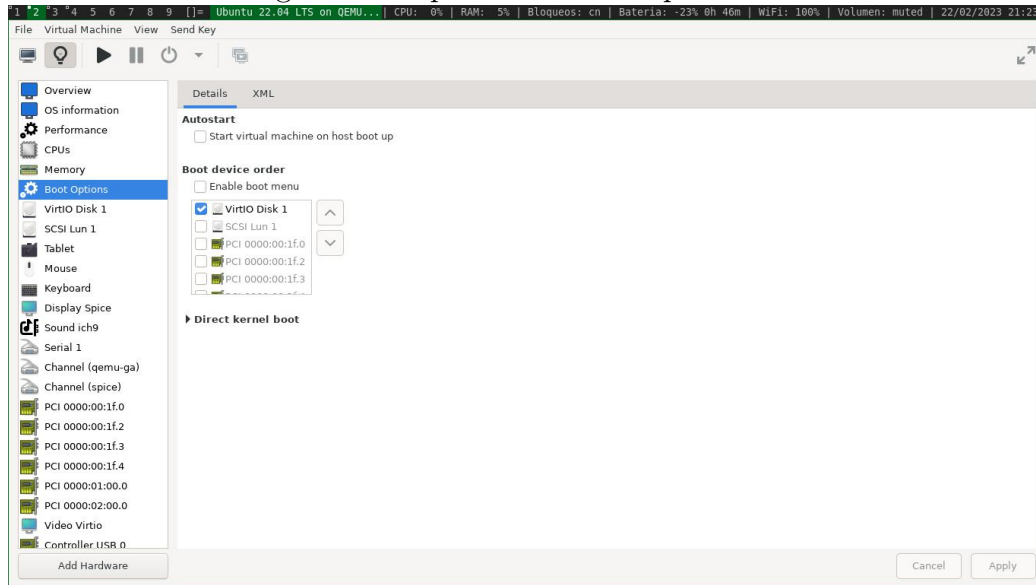 1 2 3 4 5 6 7 8 9 []= Ubuntu 22.04 LTS on QEMU... | CPU: 0% | RAM: 5% | Bloqueos: cn | Bateria: -23% 0h 46m | WiFi: 100% | Volumen: muted | 22/02/2023 21:23
File Virtual Machine View Send Key
Overview
OS information
Performance
CPUs
Memory
Boot Options
VirtIO Disk 1
SCSI Lun 1
Tablet
Mouse
Keyboard
Display Spice
Sound ich9
Serial 1
Channel (qemu-ga)
Channel (spice)
PCI 0000:00:1f.0
PCI 0000:00:1f.2
PCI 0000:00:1f.3
PCI 0000:00:1f.4
PCI 0000:01:00.0
PCI 0000:02:00.0
Video Virtio
Controller USB 0
Add Hardware
Details XML
Autostart
Start virtual machine on host boot up
Boot device order
Enable boot menu
VirtIO Disk 1
SCSI Lun 1
PCI 0000:00:1f.0
PCI 0000:00:1f.2
PCI 0000:00:1f.3
Direct kernel boot
Cancel Apply